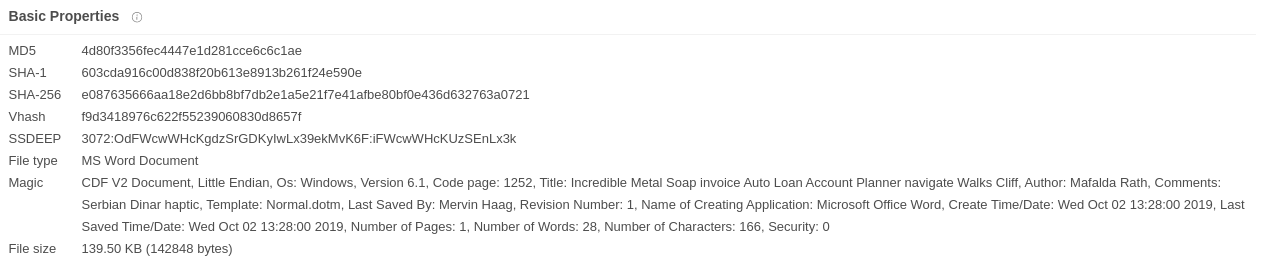 Basic Properties
MD5 4d80f3356fec4447e1d281cce6c6c1ae
SHA-1 603cda916c00d838f20b613e8913b261f24e590e
SHA-256 e087635666aa18e2d6bb8bf7db2e1a5e21f7e41afbe80bf0e436d632763a0721
Vhash f9d3418976c622f55239060830d8657f
SSDEEP 3072:OdFWcwWHcKgdzSrGDKyIwLx39ekMvK6F:iFWcwWHcKUzSEnLx3k
File type MS Word Document
Magic CDF V2 Document, Little Endian, Os: Windows, Version 6.1, Code page: 1252, Title: Incredible Metal Soap invoice Auto Loan Account Planner navigate Walks Cliff, Author: Mafalda Rath, Comments:
Serbian Dinar haptic, Template: Normal.dotm, Last Saved By: Mervin Haag, Revision Number: 1, Name of Creating Application: Microsoft Office Word, Create Time/Date: Wed Oct 02 13:28:00 2019, Last
Saved Time/Date: Wed Oct 02 13:28:00 2019, Number of Pages: 1, Number of Words: 28, Number of Characters: 166, Security: 0
File size 139.50 KB (142848 bytes)